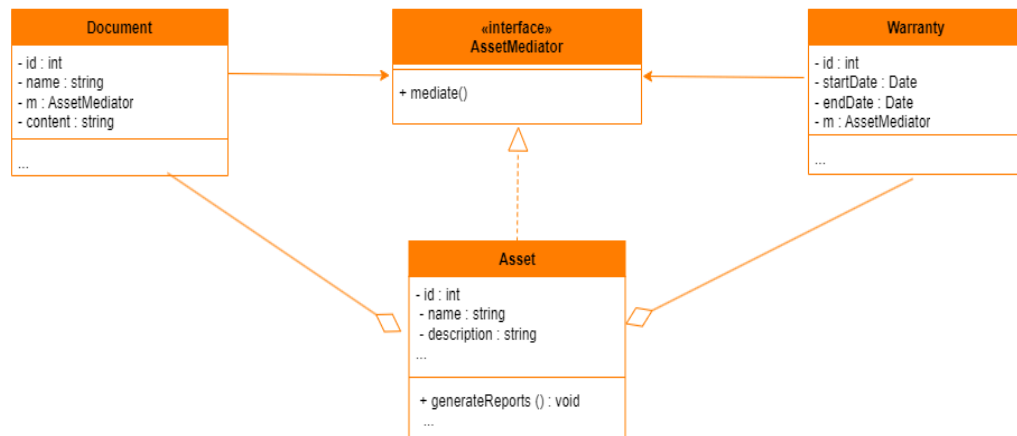 Document
- id : int
- name : string
- m : AssetMediator
- content : string
...
«interface»
AssetMediator
+ mediate()
Warranty
- id : int
- startDate : Date
- endDate : Date
- m : AssetMediator
...
Asset
- id : int
- name : string
- description : string
...
+ generateReports () : void
...